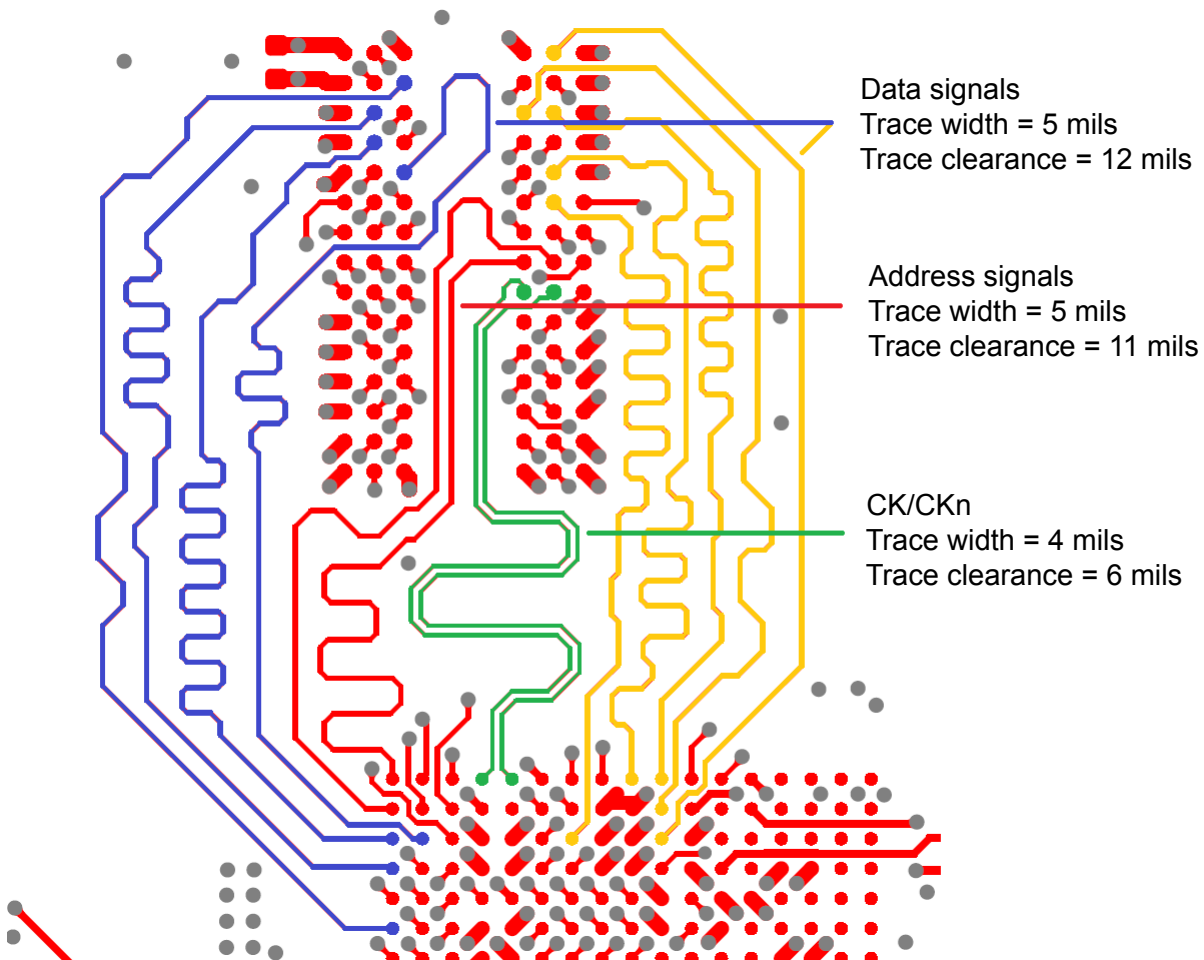 Data signals
Trace width = 5 mils
Trace clearance = 12 mils
Address signals
Trace width = 5 mils
Trace clearance = 11 mils
CK/CKn
Trace width = 4 mils
Trace clearance = 6 mils